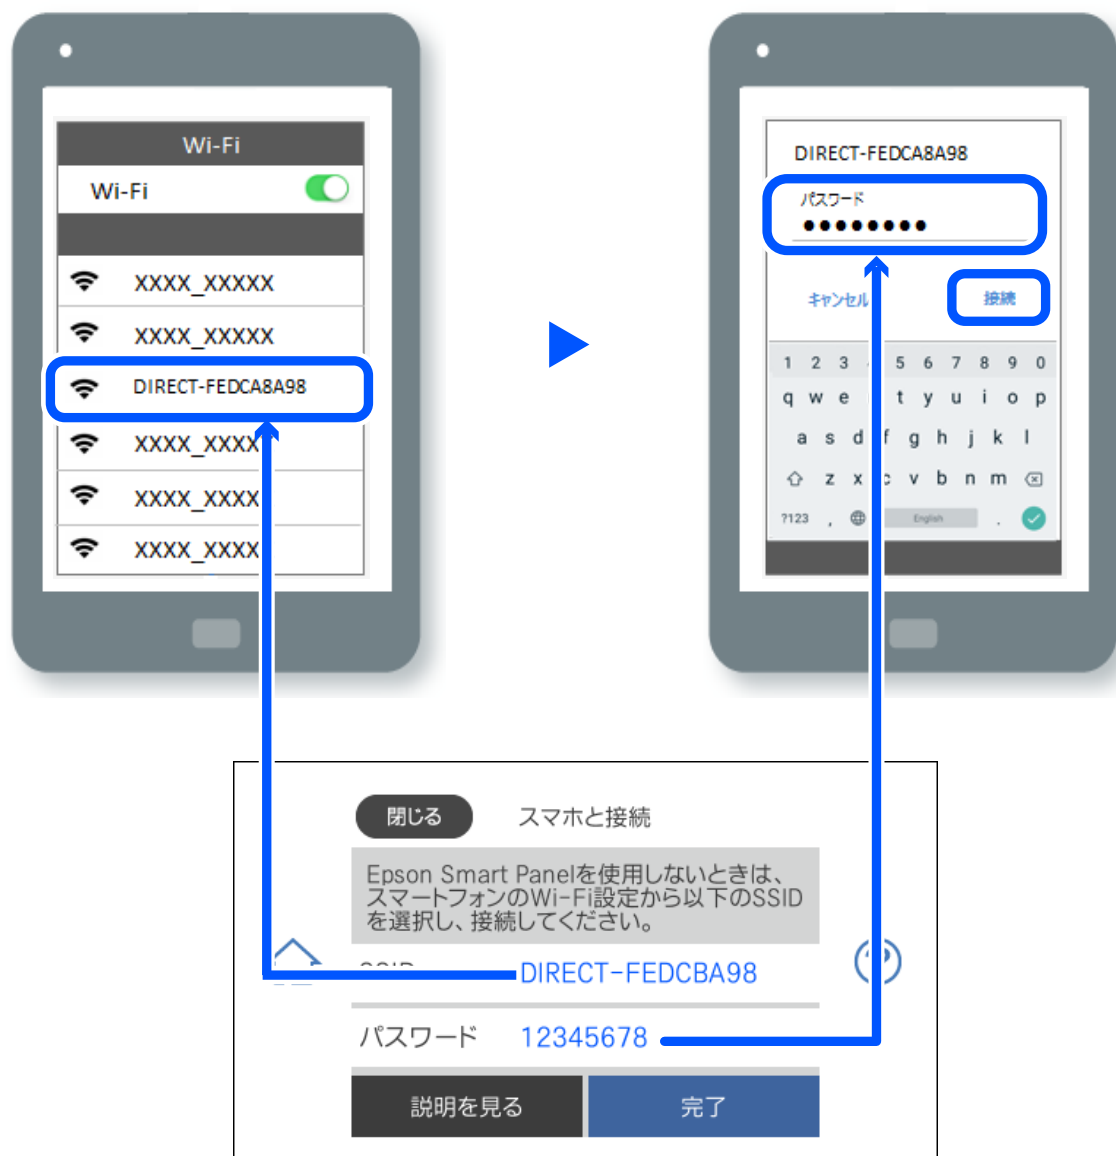 Wi-Fi
Wi-Fi
XXXX_XXXXX
XXXX_XXXXX
DIRECT-FEDCA8A98
XXXX_XXXX
XXXX_XXXX
XXXX_XXXX
DIRECT-FEDCA8A98
パスワード
●●●●●●●●
キャンセル
接続
1 2 3 5 6 7 8 9 0
q w e t y u i o p
a s d f g h j k l
z x c v b n m
?123 , English .
閉じる
スマホと接続
Epson Smart Panelを使用しないときは、
スマートフォンのWi-Fi設定から以下のSSID
を選択し、接続してください。
SSID DIRECT-FEDCBA98
パスワード 12345678
説明を見る
完了